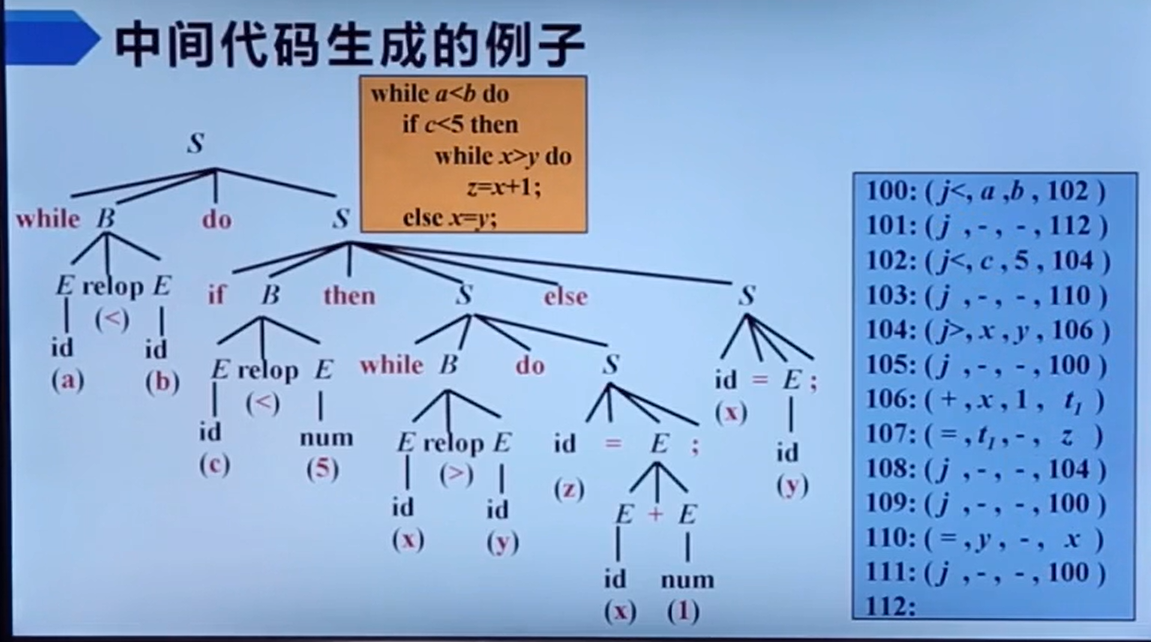 中间代码生成的例子
while a<b do
if c<5 then
while x>y do
z=x+1;
else x=y;
S
while B do S
E relop E if B then S else S
(<)
id id
(a) (b)
E relop E while B do S id = E ;
(<) (x)
id num E relop E id = E ; id
(c) (5) (>) (z) (y)
id id E + E
(x) (y)
id num
(x) (1)
100: (j<, a ,b , 102 )
101: (j , - , - , 112 )
102: (j<, c , 5 , 104 )
103: (j , - , - , 110 )
104: (j>, x , y , 106 )
105: (j , - , - , 100 )
106: ( + , x , 1 , t₁ )
107: ( = , t₁ , - , z )
108: (j , - , - , 104 )
109: (j , - , - , 100 )
110: ( = , y , - , x )
111: (j , - , - , 100 )
112: